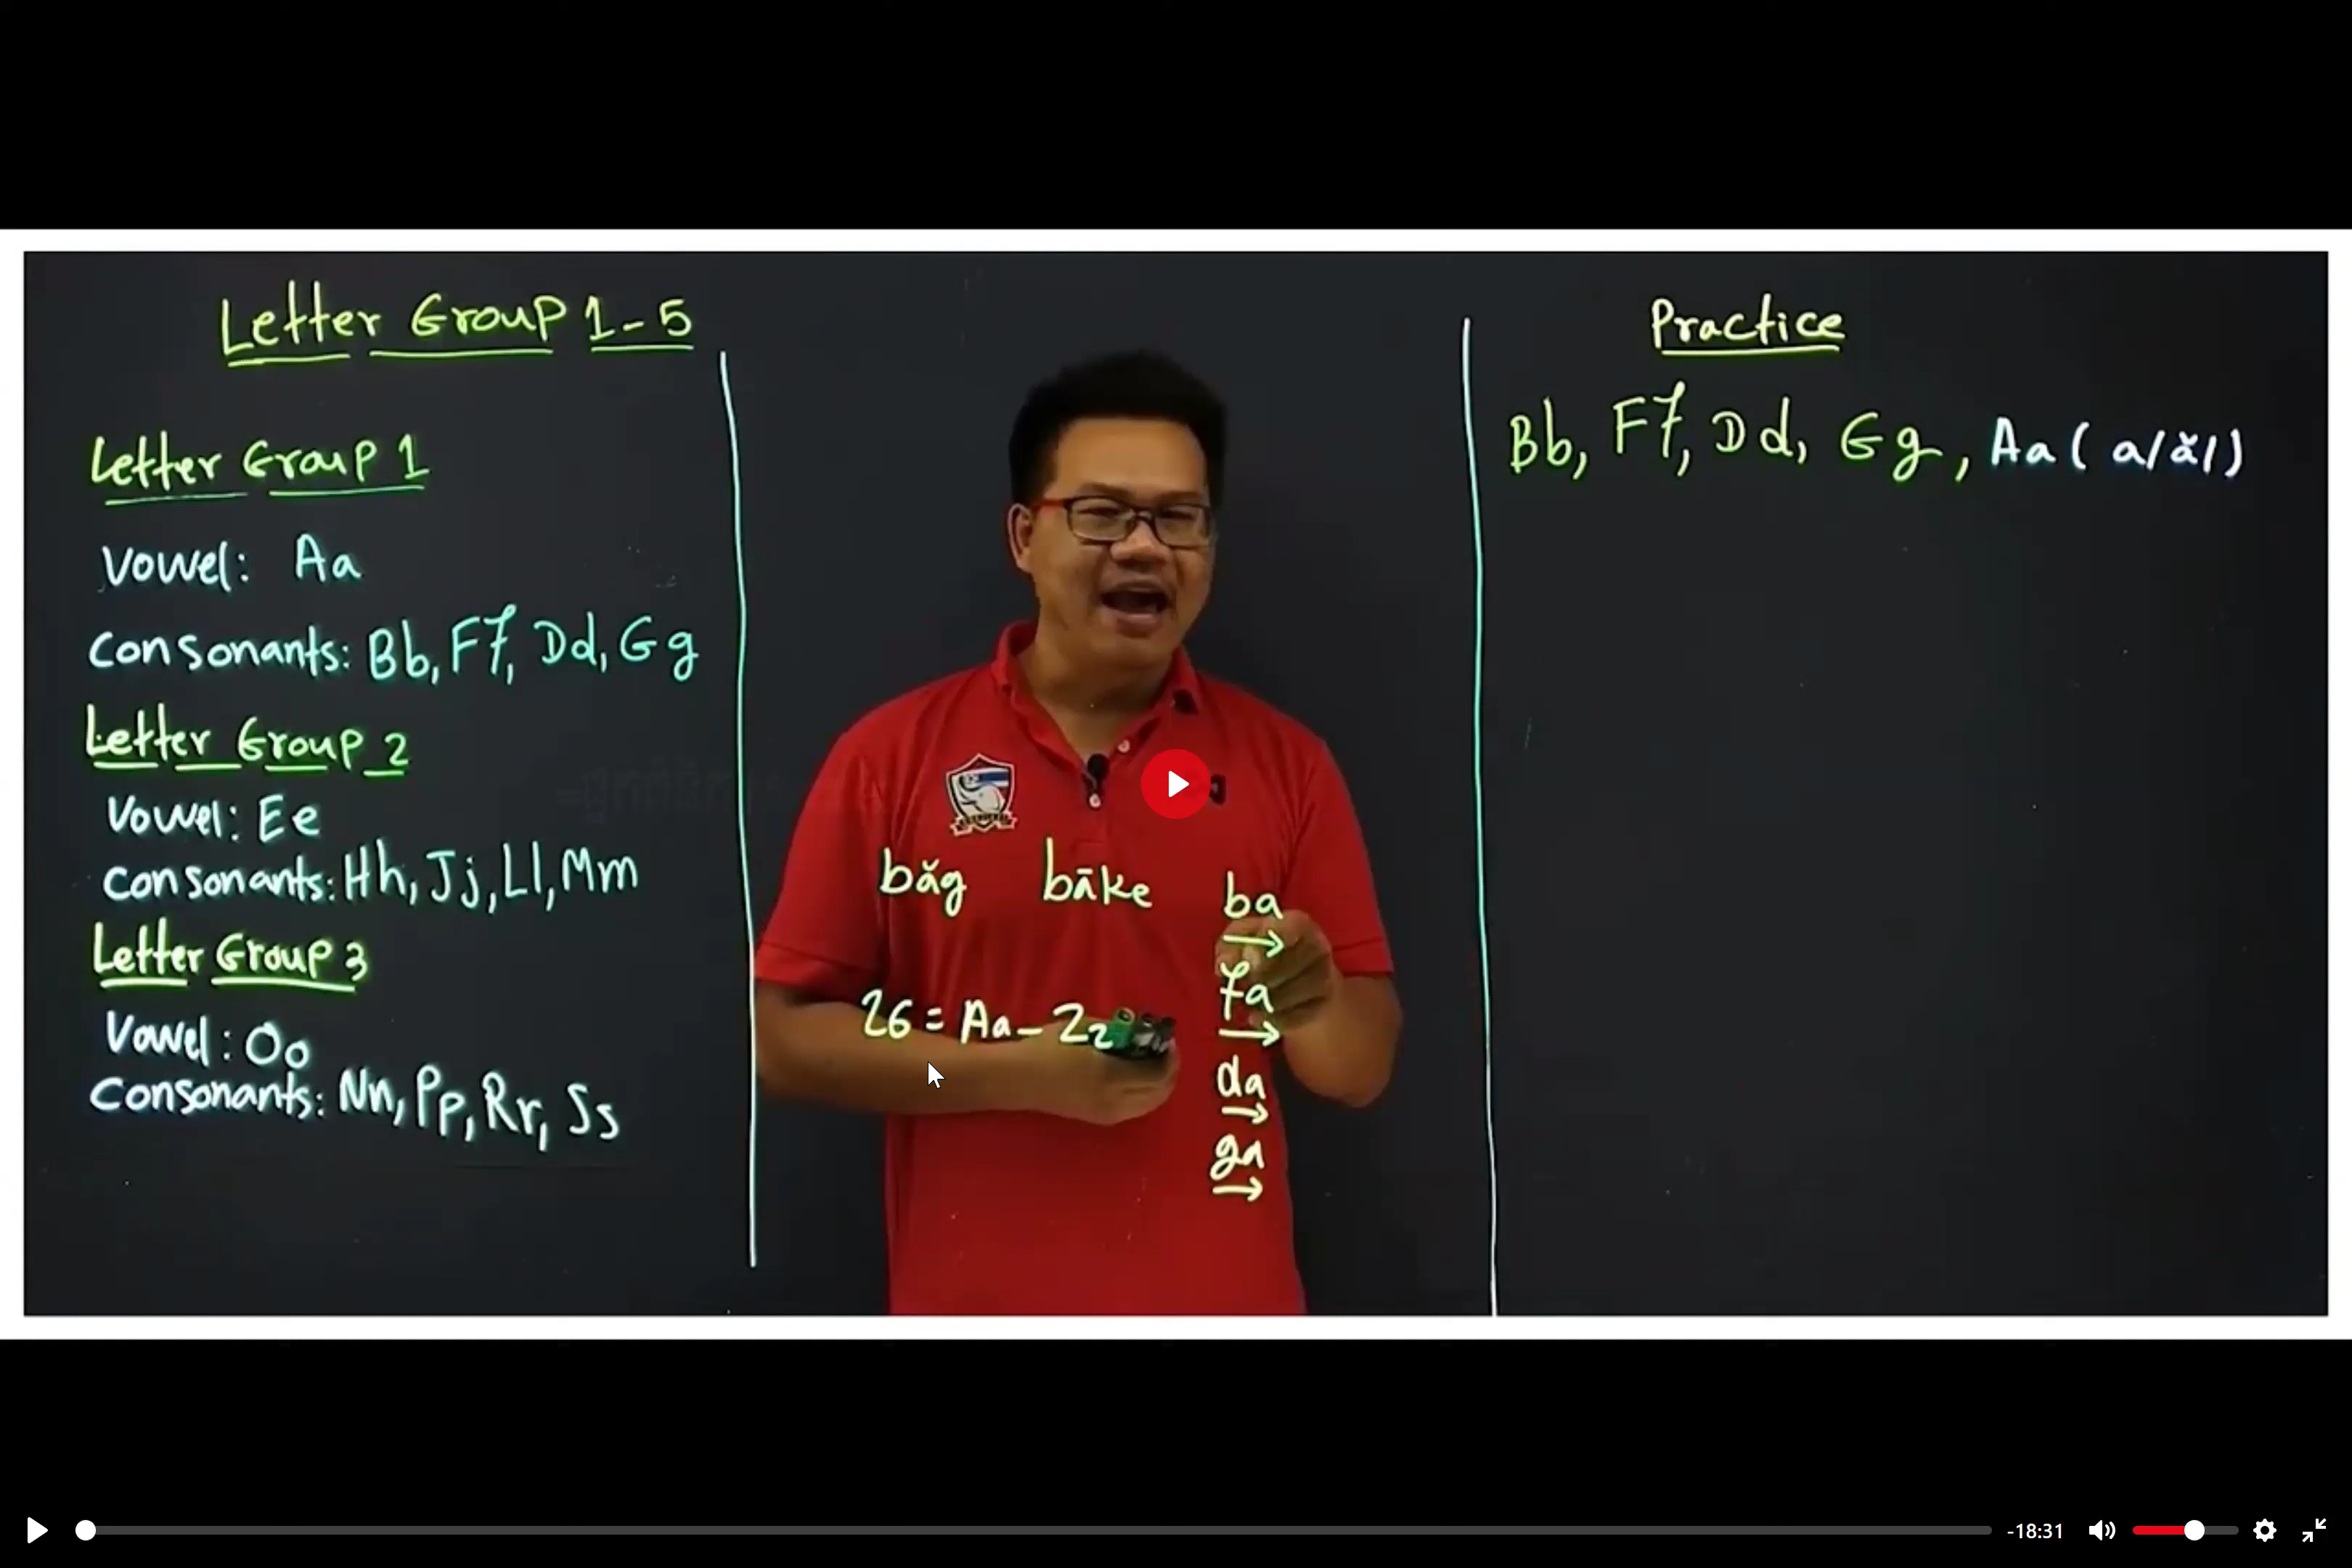 Letter Group 1-5
Letter Group 1
Vowel: Aa
Consonants: Bb, Ff, Dd, Gg
Letter Group 2
Vowel: Ee
Consonants: Hh, Jj, Ll, Mm
Letter Group 3
Vowel: Oo
Consonants: Nn, Pp, Rr, Ss
băg bāke
26 = Aa - Zz
ba
fa
da
ga
Practice
Bb, Ff, Dd, Gg, Aa ( a/ă/)
-18:31